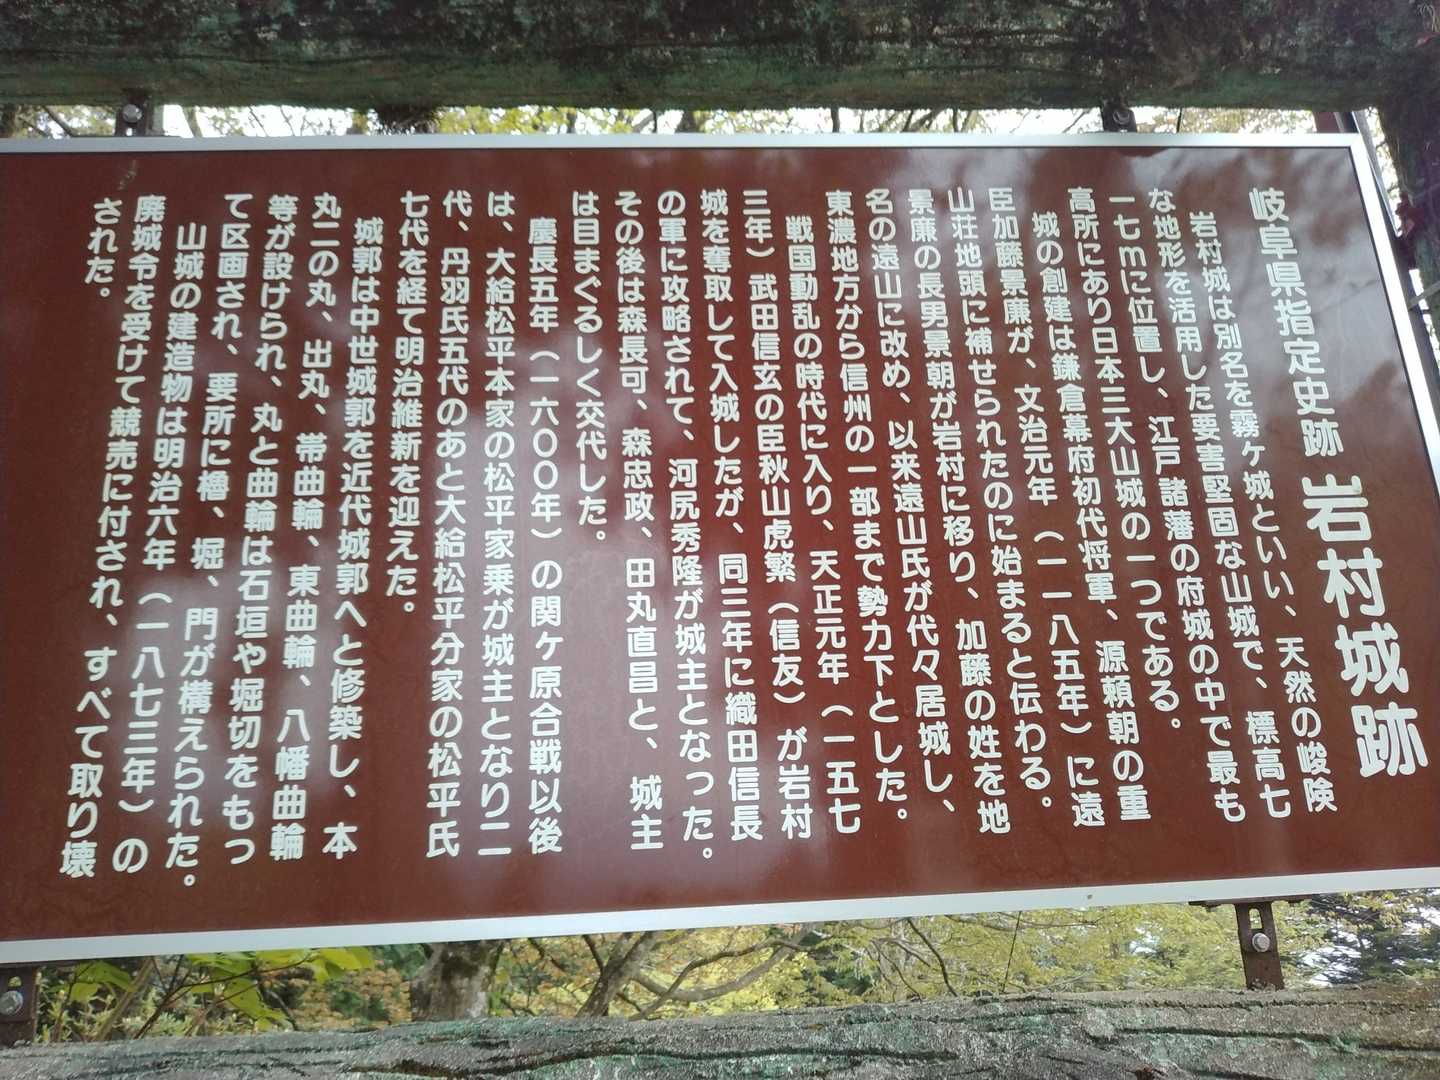 岐阜県指定史跡 岩村城跡
岩村城は別名を霧ヶ城といい、天然の峻険
な地形を活用した要害堅固な山城で、標高七
一七mに位置し、江戸諸藩の府城の中で最も
高所にあり日本三大山城の一つである。
城の創建は鎌倉幕府初代将軍、源頼朝の重
臣加藤景廉が、文治元年（一一八五年）に遠
山荘地頭に補せられたのに始まると伝わる。
景廉の長男景朝が岩村に移り、加藤の姓を地
名の遠山に改め、以来遠山氏が代々居城し、
東濃地方から信州の一部まで勢力下とした。
戦国動乱の時代に入り、天正元年（一五七
三年）武田信玄の臣秋山虎繁（信友）が岩村
城を奪取して入城したが、同三年に織田信長
の軍に攻略されて、河尻秀隆が城主となった。
その後は森長可、森忠政、田丸直昌と、城主
は目まぐるしく交代した。
慶長五年（一六〇〇年）の関ヶ原合戦以後
は、大給松平本家の松平家乗が城主となり二
代、丹羽氏五代のあと大給松平分家の松平氏
七代を経て明治維新を迎えた。
城郭は中世城郭を近代城郭へと修築し、本
丸二の丸、出丸、帯曲輪、東曲輪、八幡曲輪
等が設けられ、丸と曲輪は石垣や堀切をもっ
て区画され、要所に櫓、堀、門が構えられた。
山城の建造物は明治六年（一八七三年）の
廃城令を受けて競売に付され、すべて取り壊
された。